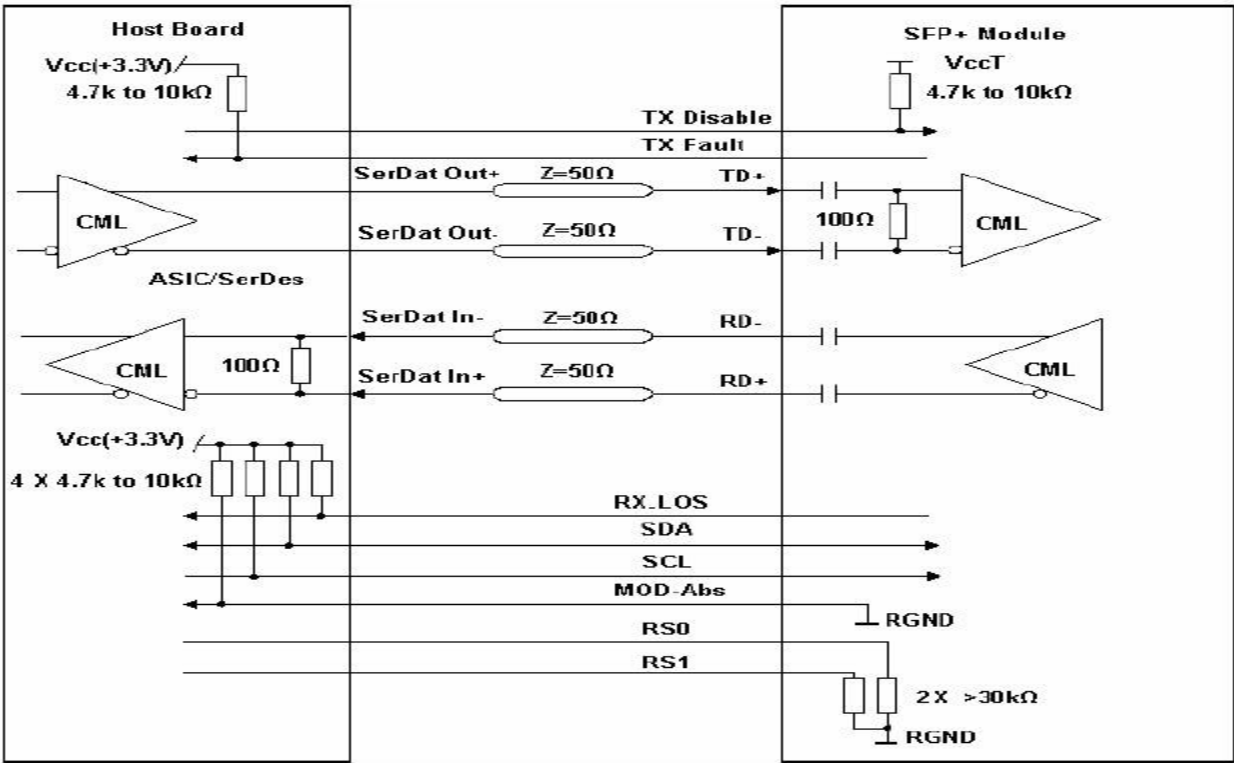 Host Board
SFP+ Module
Vcc(+3.3V)
4.7k to 10kΩ
VccT
4.7k to 10kΩ
TX Disable
TX Fault
SerDat Out+
Z=50Ω
TD+
CML
100Ω
CML
SerDat Out-
Z=50Ω
TD-
ASIC/SerDes
SerDat In-
Z=50Ω
RD-
CML
100Ω
SerDat In+
Z=50Ω
RD+
CML
Vcc(+3.3V)
4 X 4.7k to 10kΩ
RX_LOS
SDA
SCL
MOD-Abs
RGND
RS0
RS1
2X >30kΩ
RGND